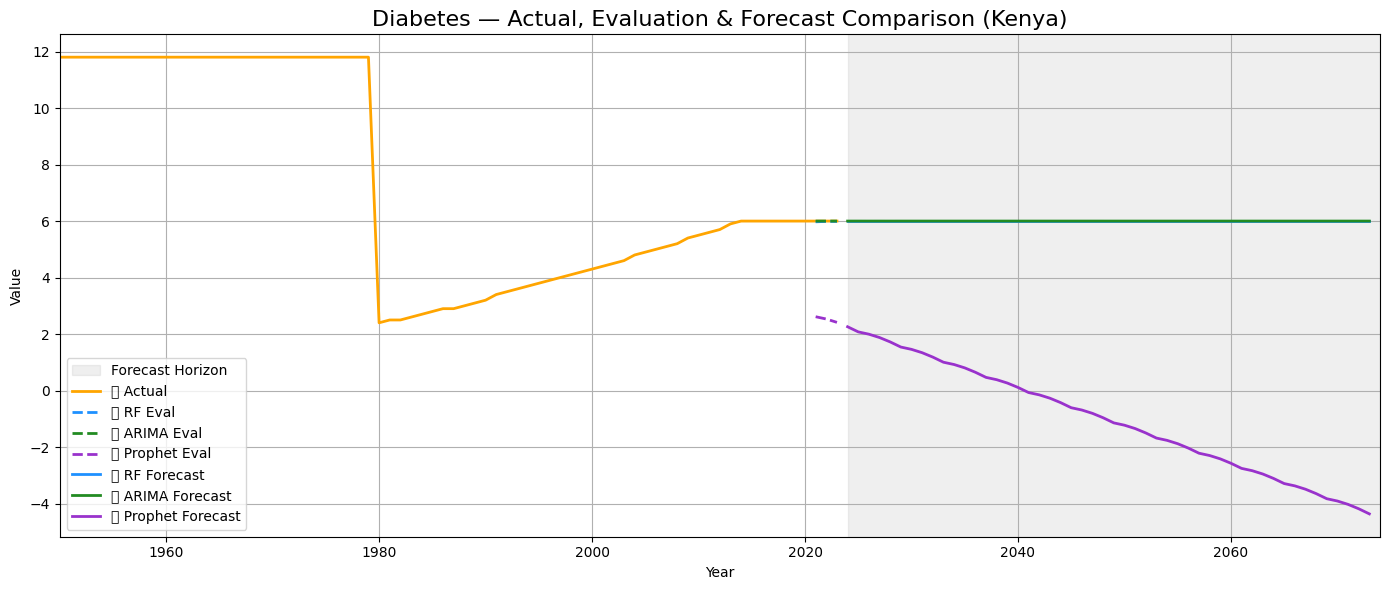 Diabetes — Actual, Evaluation & Forecast Comparison (Kenya)
12
10
8
6
4
2
0
−2
−4
Value
Forecast Horizon
Actual
RF Eval
ARIMA Eval
Prophet Eval
RF Forecast
ARIMA Forecast
Prophet Forecast
1960 1980 2000 2020 2040 2060
Year